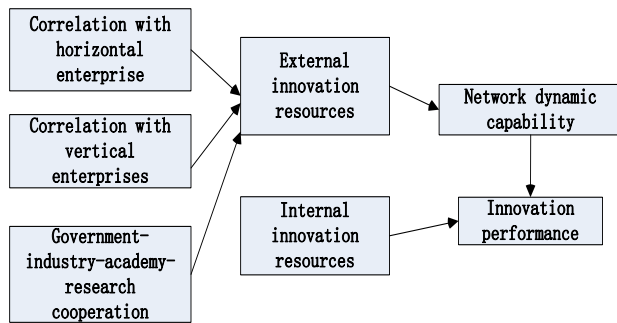 Correlation with
horizontal
enterprise
Correlation with
vertical
enterprises
Government-
industry-academy-
research
cooperation
External
innovation
resources
Internal
innovation
resources
Network dynamic
capability
Innovation
performance